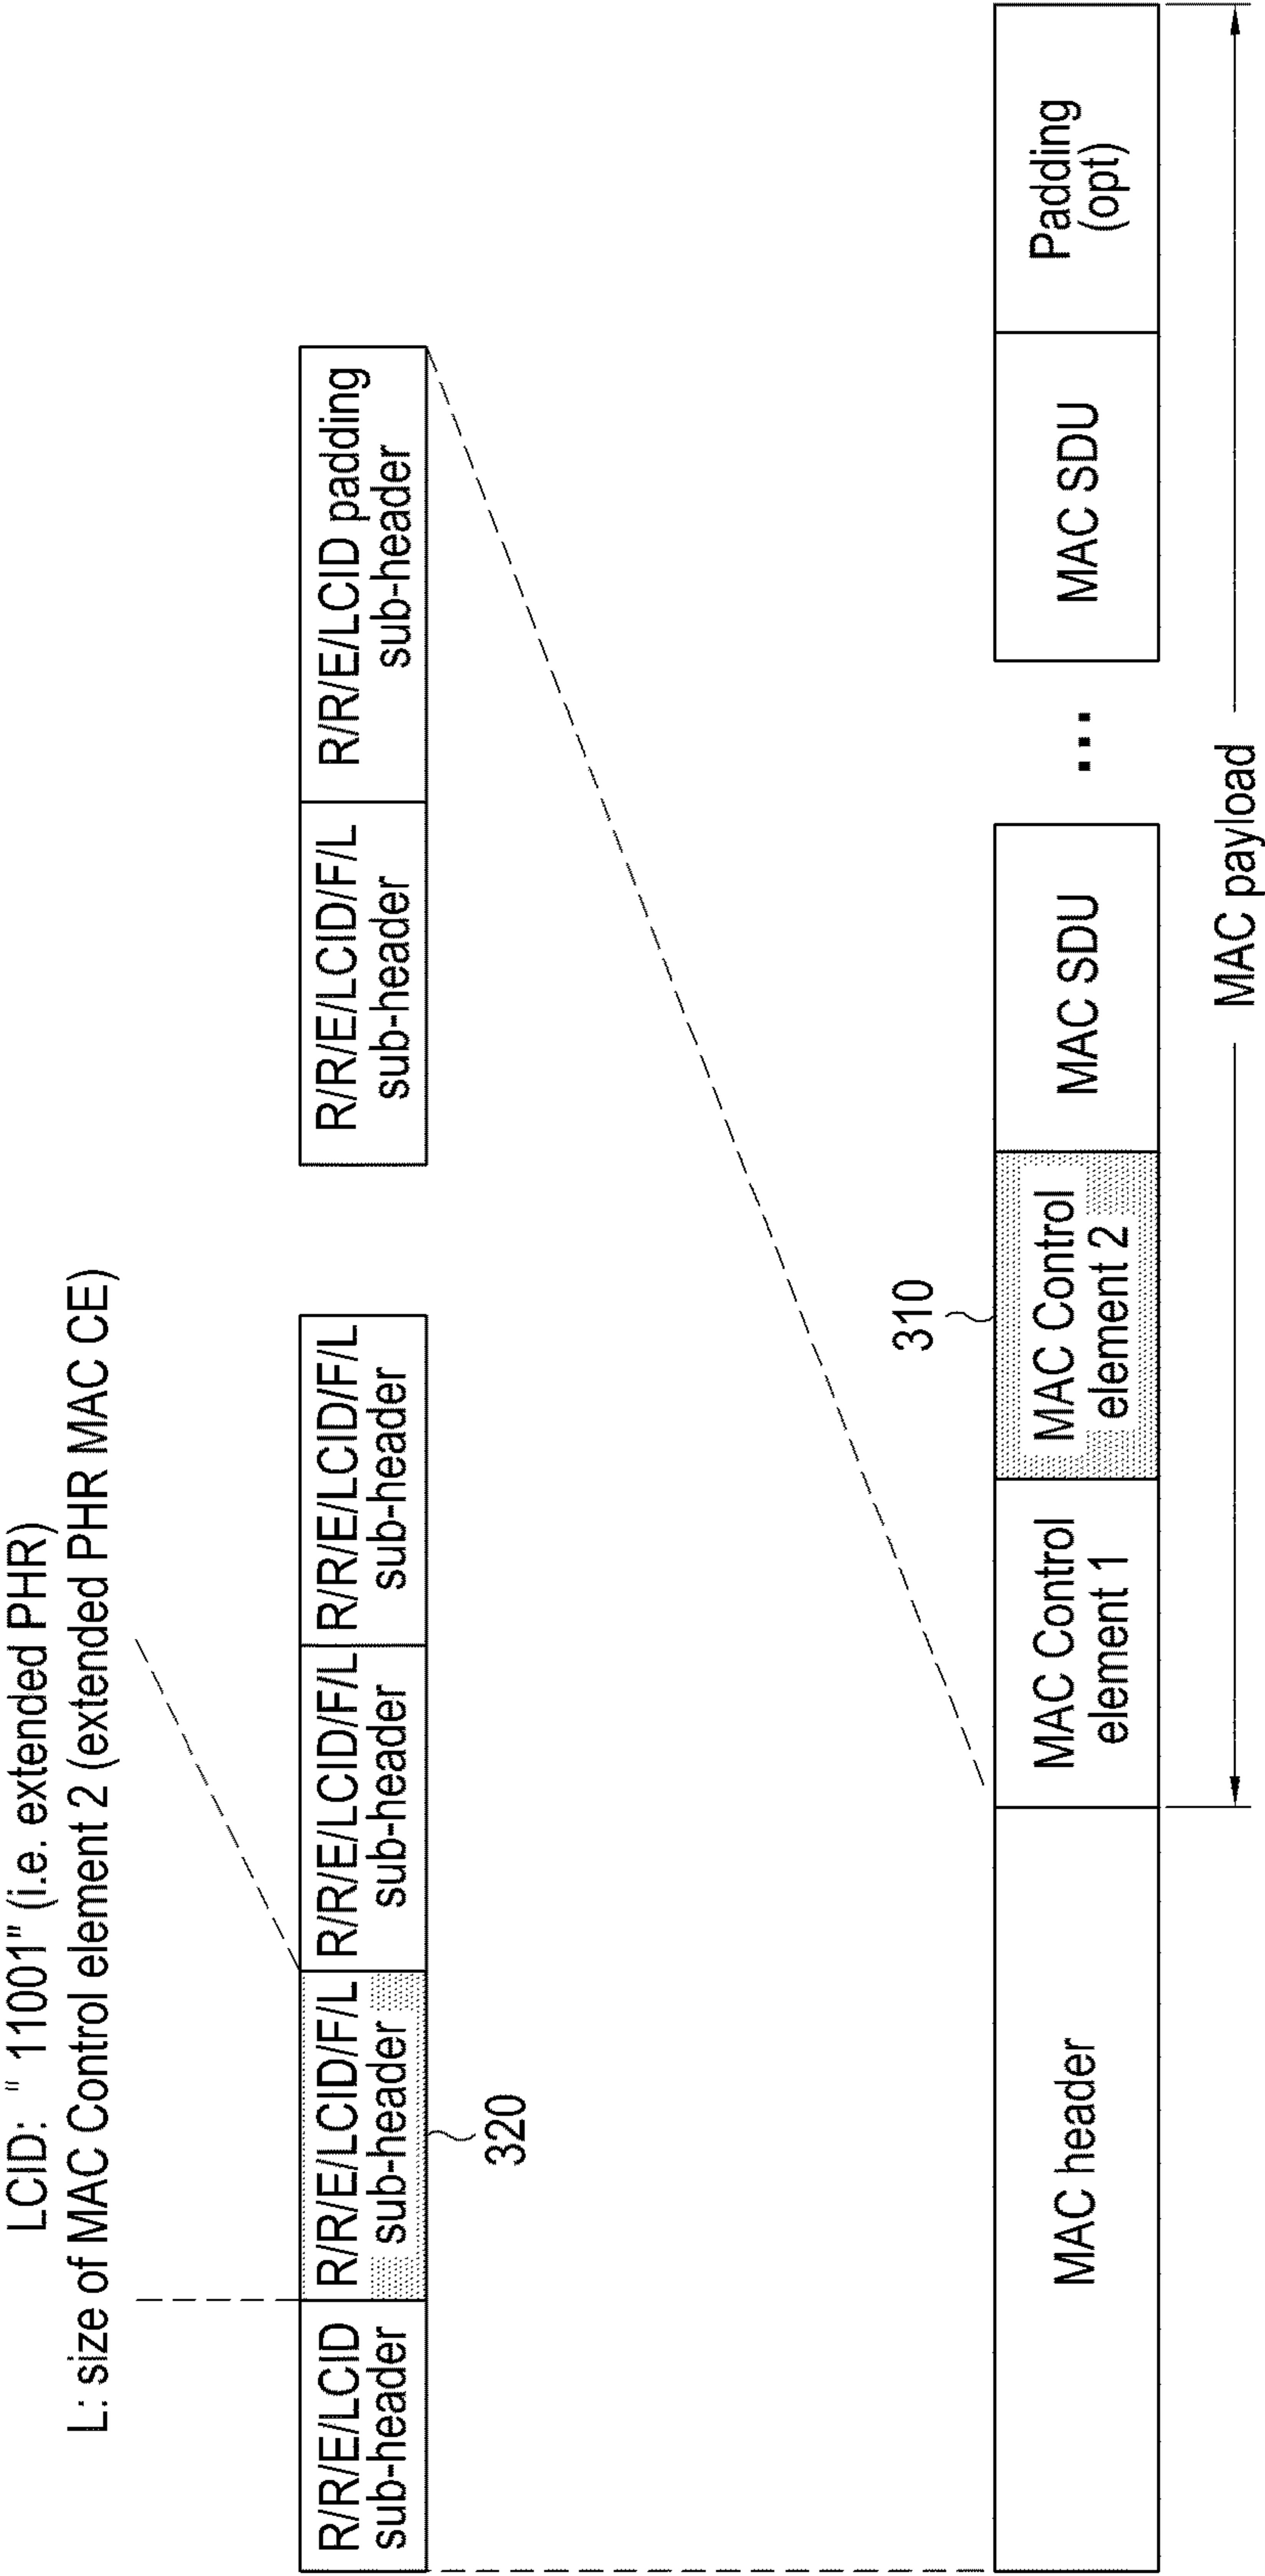 LCID: " 11001" (i.e. extended PHR)
L: size of MAC Control element 2 (extended PHR MAC CE)
R/R/E/LCID
sub-header
R/R/E/LCID/F/L
sub-header
R/R/E/LCID/F/L
sub-header
R/R/E/LCID/F/L
sub-header
R/R/E/LCID/F/L
sub-header
R/R/E/LCID padding
sub-header
320
310
MAC header
MAC Control
element 1
MAC Control
element 2
MAC SDU
...
MAC SDU
Padding
(opt)
MAC payload